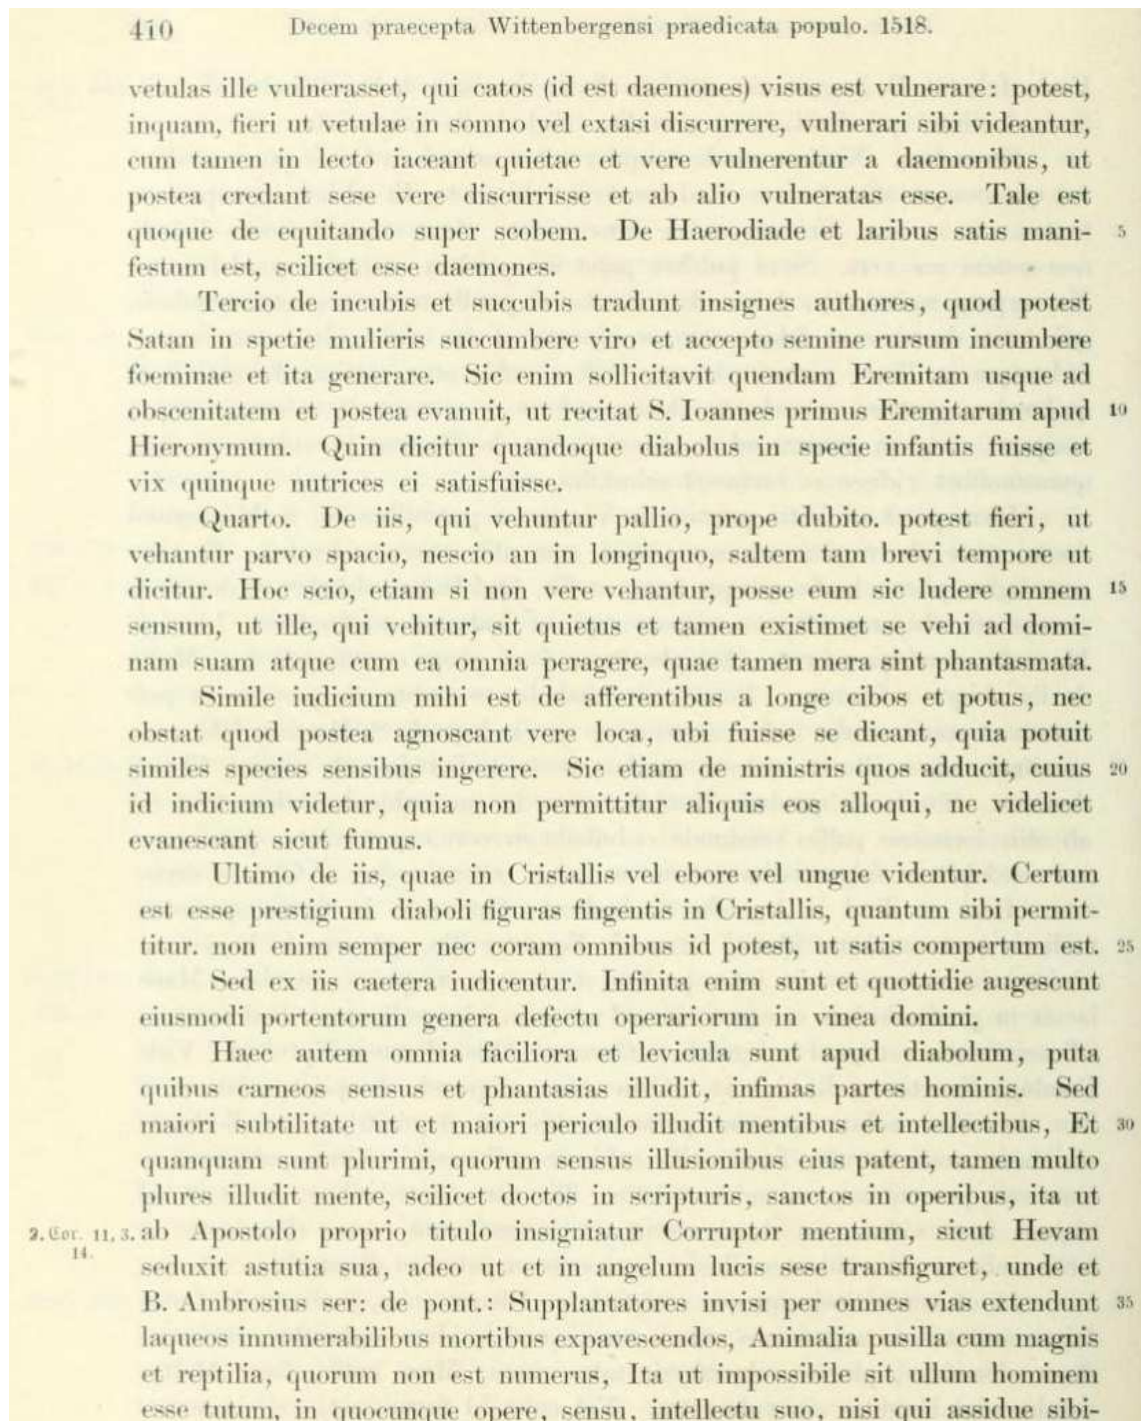 410 Decem praecepta Wittenbergensi praedicata populo. 1518.
vetulas ille vulnerasset, qui catos (id est daemones) visus est vulnerare: potest,
inquam, fieri ut vetulae in somno vel extasi discurrere, vulnerari sibi videantur,
cum tamen in lecto iaceant quietae et vere vulnerentur a daemonibus, ut
postea credant sese vere discurrisse et ab alio vulneratas esse. Tale est
quoque de equitando super scobem. De Haerodiade et laribus satis mani- 5
festum est, scilicet esse daemones.
Tercio de incubis et succubis tradunt insignes authores, quod potest
Satan in spetie mulieris succumbere viro et accepto semine rursum incumbere
foeminae et ita generare. Sic enim sollicitavit quendam Eremitam usque ad
obscenitatem et postea evanuit, ut recitat S. Ioannes primus Eremitarum apud 10
Hieronymum. Quin dicitur quandoque diabolus in specie infantis fuisse et
vix quinque nutrices ei satisfuisse.
Quarto. De iis, qui vehuntur pallio, prope dubito. potest fieri, ut
vehantur parvo spacio, nescio an in longinquo, saltem tam brevi tempore ut
dicitur. Hoc scio, etiam si non vere vehantur, posse eum sic ludere omnem 15
sensum, ut ille, qui vehitur, sit quietus et tamen existimet se vehi ad domi-
nam suam atque cum ea omnia peragere, quae tamen mera sint phantasmata.
Simile iudicium mihi est de afferentibus a longe cibos et potus, nec
obstat quod postea agnoscant vere loca, ubi fuisse se dicant, quia potuit
similes species sensibus ingerere. Sic etiam de ministris quos adducit, cuius 20
id indicium videtur, quia non permittitur aliquis eos alloqui, ne videlicet
evanescant sicut fumus.
Ultimo de iis, quae in Cristallis vel ebore vel ungue videntur. Certum
est esse prestigium diaboli figuras fingentis in Cristallis, quantum sibi permit-
titur. non enim semper nec coram omnibus id potest, ut satis compertum est. 25
Sed ex iis caetera iudicentur. Infinita enim sunt et quottidie augescunt
eiusmodi portentorum genera defectu operariorum in vinea domini.
Haec autem omnia faciliora et levicula sunt apud diabolum, puta
quibus carneos sensus et phantasias illudit, infimas partes hominis. Sed
maiori subtilitate ut et maiori periculo illudit mentibus et intellectibus, Et 30
quanquam sunt plurimi, quorum sensus illusionibus eius patent, tamen multo
plures illudit mente, scilicet doctos in scripturis, sanctos in operibus, ita ut
2. Cor. 11, 3. ab Apostolo proprio titulo insigniatur Corruptor mentium, sicut Hevam
14. seduxit astutia sua, adeo ut et in angelum lucis sese transfiguret, unde et
B. Ambrosius ser: de pont.: Supplantatores invisi per omnes vias extendunt 35
laqueos innumerabilibus mortibus expavescendos, Animalia pusilla cum magnis
et reptilia, quorum non est numerus, Ita ut impossibile sit ullum hominem
esse tutum, in quocunque opere, sensu, intellectu suo, nisi qui assidue sibi-